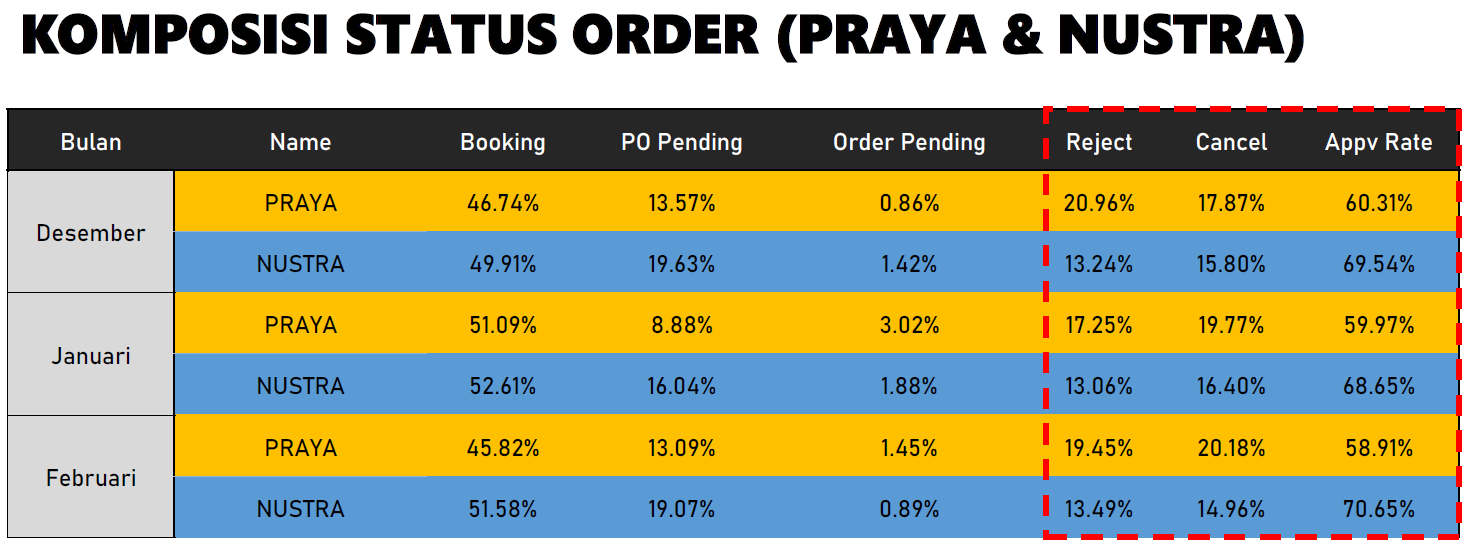 KOMPOSISI STATUS ORDER (PRAYA & NUSTRA)
Bulan Name Booking PO Pending Order Pending Reject Cancel Appv Rate
Desember
PRAYA 46.74% 13.57% 0.86% 20.96% 17.87% 60.31%
NUSTRA 49.91% 19.63% 1.42% 13.24% 15.80% 69.54%
Januari
PRAYA 51.09% 8.88% 3.02% 17.25% 19.77% 59.97%
NUSTRA 52.61% 16.04% 1.88% 13.06% 16.40% 68.65%
Februari
PRAYA 45.82% 13.09% 1.45% 19.45% 20.18% 58.91%
NUSTRA 51.58% 19.07% 0.89% 13.49% 14.96% 70.65%